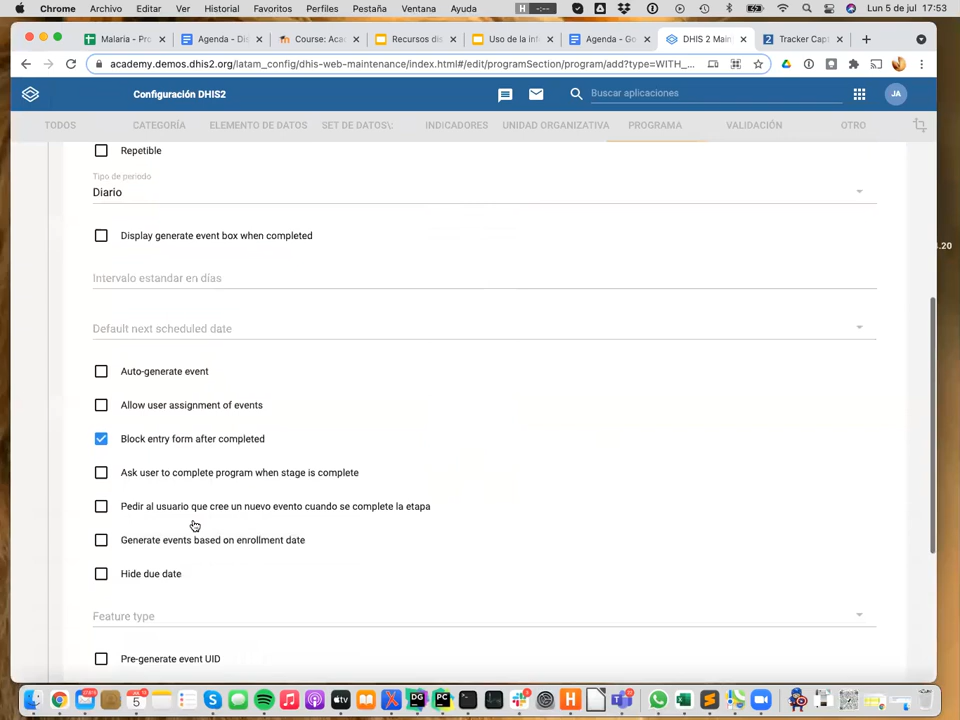 Chrome Archivo Editar Ver Historial Favoritos Perfiles Pestaña Ventana Ayuda
Lun 5 de jul 17:53
Malaria - Pro
Agenda - Dis
Course: Aca
Recursos dis
Uso de la inf
Agenda - Go
DHIS 2 Main
Tracker Capt
academy.demos.dhis2.org/latam_config/dhis-web-maintenance/index.html#/edit/programSection/program/add?type=WITH_...
Configuración DHIS2
Buscar aplicaciones
JA
TODOS CATEGORÍA ELEMENTO DE DATOS SET DE DATOS\; INDICADORES UNIDAD ORGANIZATIVA PROGRAMA VALIDACIÓN OTRO
Repetible
Tipo de periodo
Diario
Display generate event box when completed
Intervalo estandar en días
Default next scheduled date
Auto-generate event
Allow user assignment of events
Block entry form after completed
Ask user to complete program when stage is complete
Pedir al usuario que cree un nuevo evento cuando se complete la etapa
Generate events based on enrollment date
Hide due date
Feature type
Pre-generate event UID